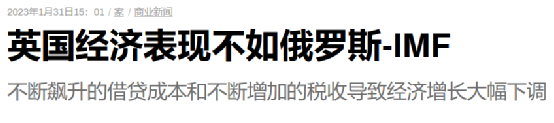 2023年1月31日15：01 / 家 / 商业新闻
英国经济表现不如俄罗斯-IMF
不断飙升的借贷成本和不断增加的税收导致经济增长大幅下调